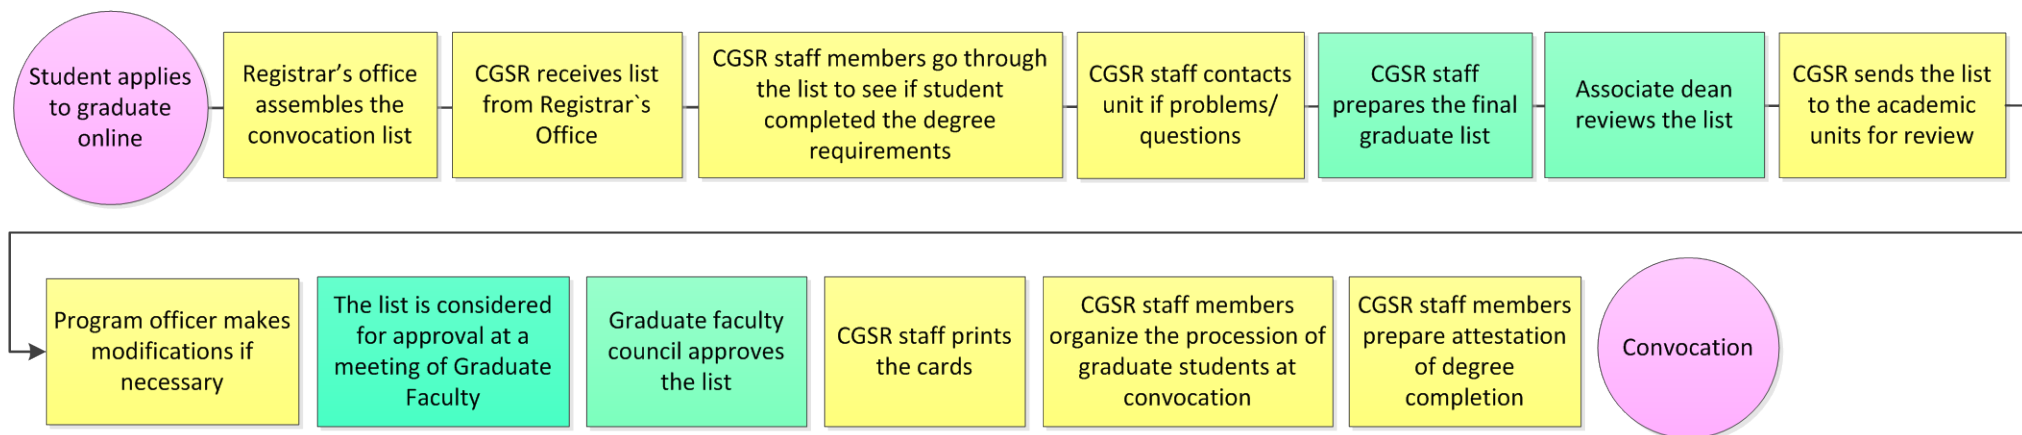 Student applies
to graduate
online
Registrar’s office
assembles the
convocation list
CGSR receives list
from Registrar`s
Office
CGSR staff members go through
the list to see if student
completed the degree
requirements
CGSR staff contacts
unit if problems/
questions
CGSR staff
prepares the final
graduate list
Associate dean
reviews the list
CGSR sends the list
to the academic
units for review
Program officer makes
modifications if
necessary
The list is considered
for approval at a
meeting of Graduate
Faculty
Graduate faculty
council approves
the list
CGSR staff prints
the cards
CGSR staff members
organize the procession of
graduate students at
convocation
CGSR staff members
prepare attestation
of degree
completion
Convocation